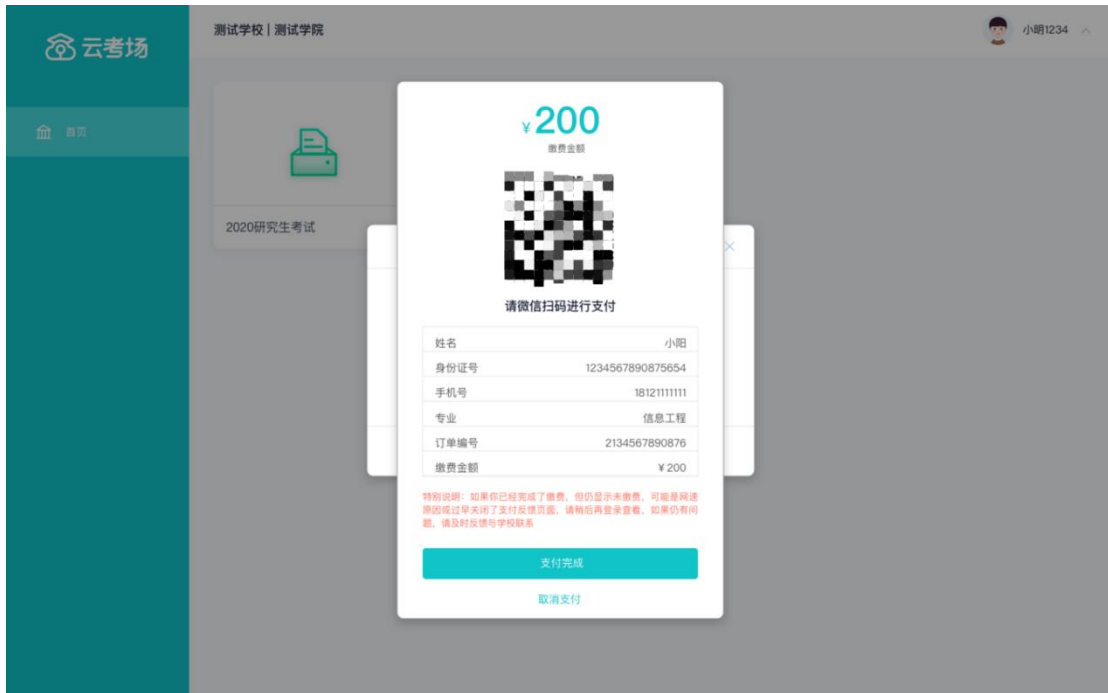 云考场
测试学校 | 测试学院
小明1234
首页
2020研究生考试
¥200
缴费金额
请微信扫码进行支付
姓名 小阳
身份证号 1234567890875654
手机号 18121111111
专业 信息工程
订单编号 2134567890876
缴费金额 ¥200
特别说明：如果你已经完成了缴费，但仍显示未缴费，可能是网速
原因或过早关闭了支付反馈页面，请稍后再登录查看，如果仍有问
题，请及时反馈与学校联系
支付完成
取消支付